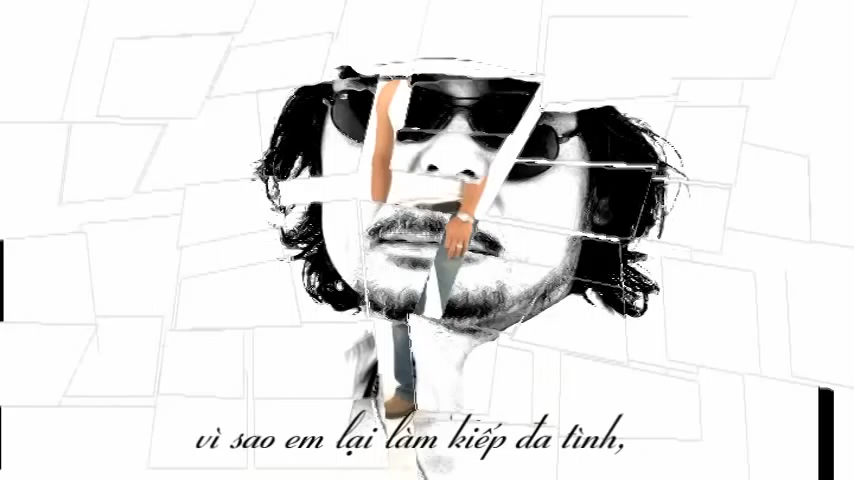 vì sao em lại làm kiếp đa tình,